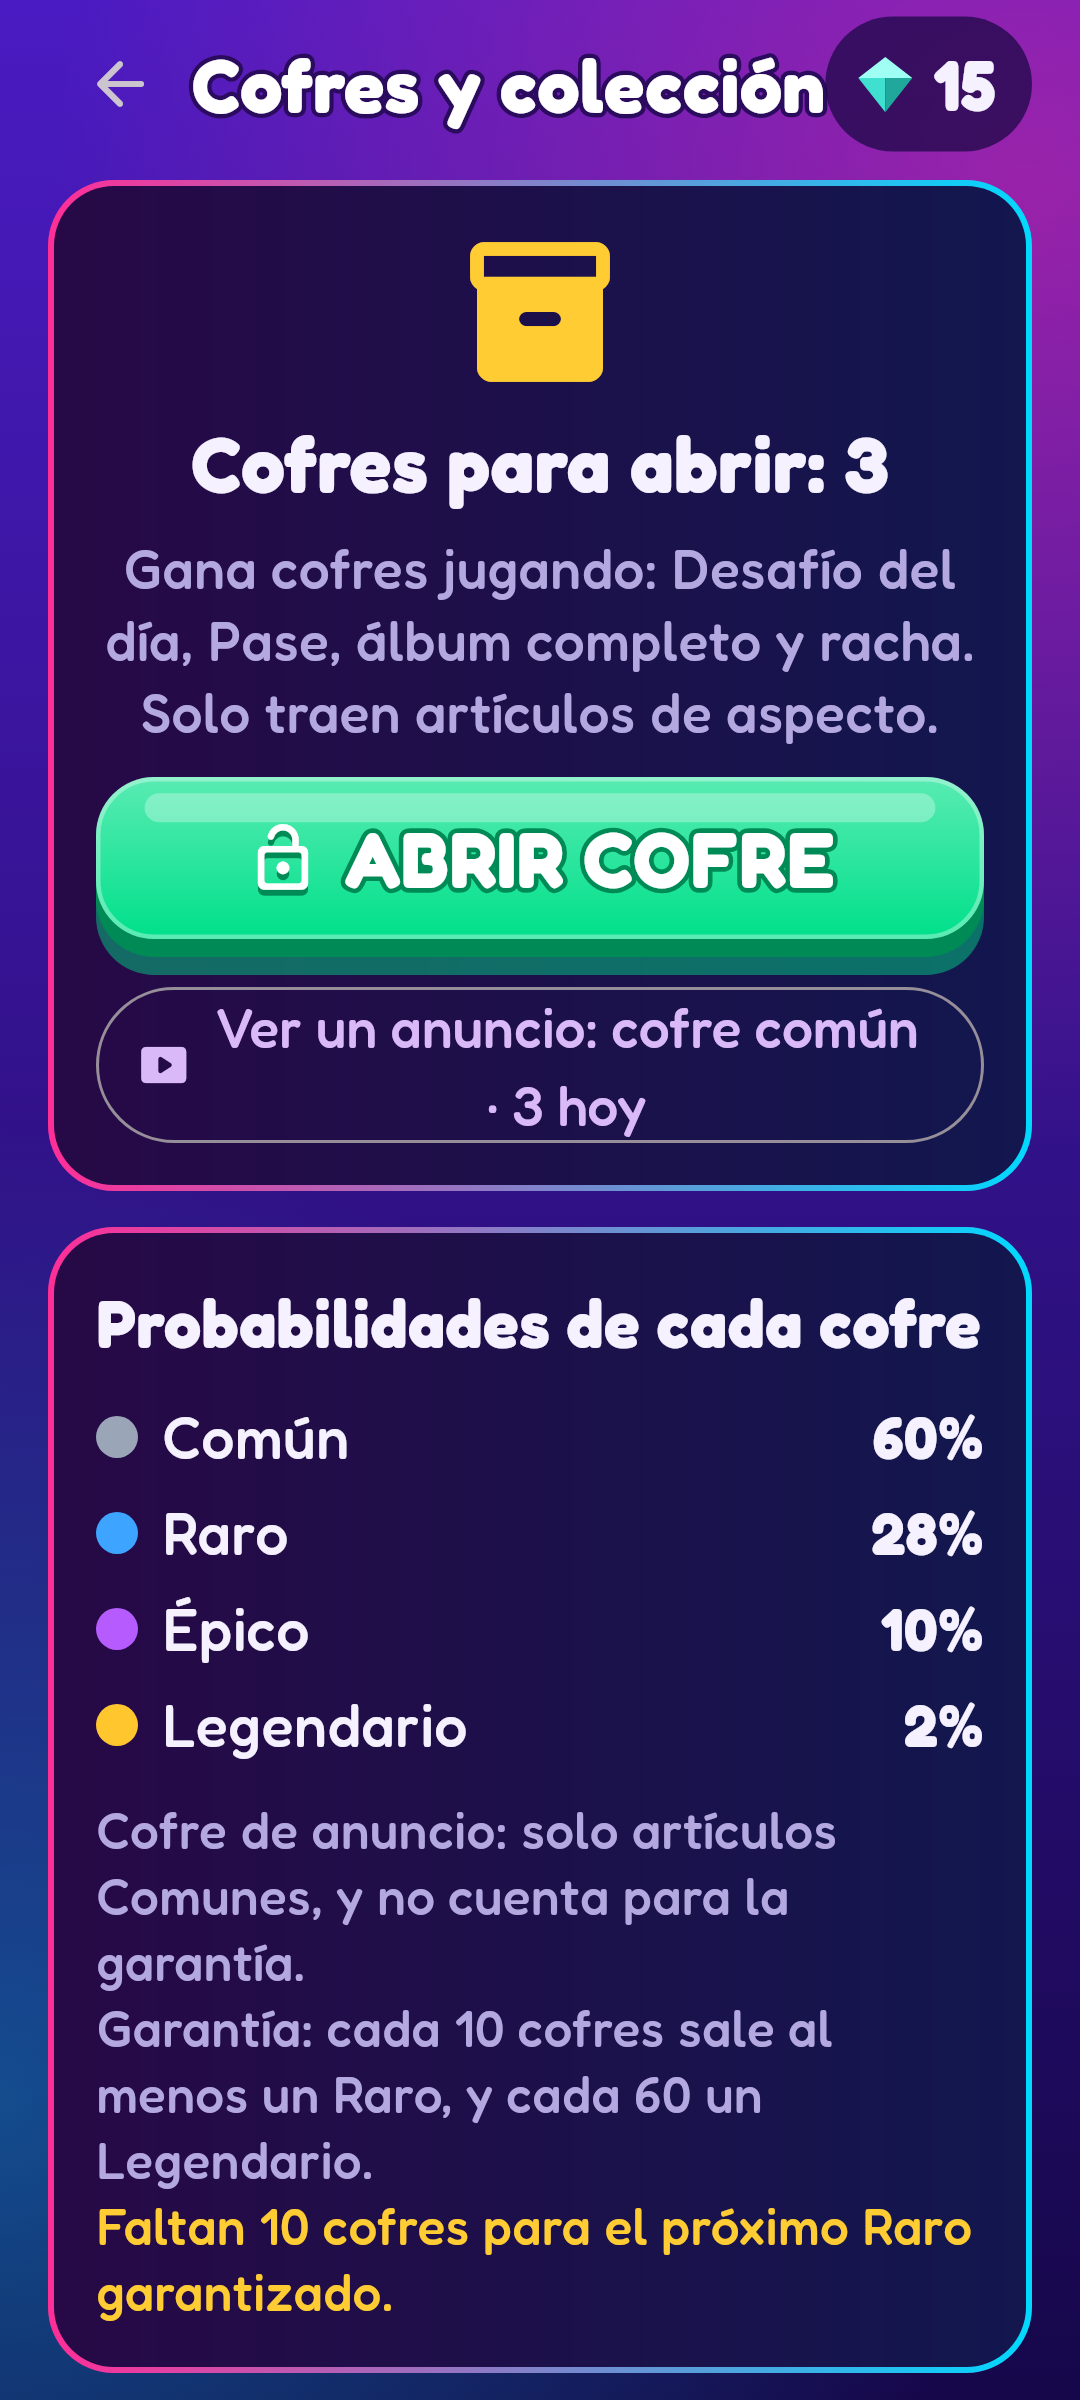 Cofres y colección
15
Cofres para abrir: 3
Gana cofres jugando: Desafío del
día, Pase, álbum completo y racha.
Solo traen artículos de aspecto.
ABRIR COFRE
Ver un anuncio: cofre común
· 3 hoy
Probabilidades de cada cofre
Común 60%
Raro 28%
Épico 10%
Legendario 2%
Cofre de anuncio: solo artículos
Comunes, y no cuenta para la
garantía.
Garantía: cada 10 cofres sale al
menos un Raro, y cada 60 un
Legendario.
Faltan 10 cofres para el próximo Raro
garantizado.